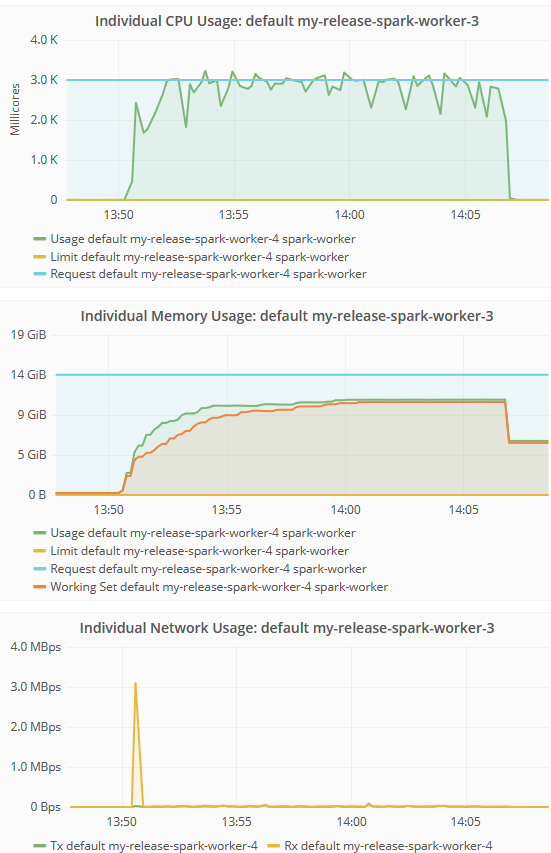 Individual CPU Usage: default my-release-spark-worker-3
4.0 K
3.0 K
2.0 K
1.0 K
0
Millicores
13:50 13:55 14:00 14:05
Usage default my-release-spark-worker-4 spark-worker
Limit default my-release-spark-worker-4 spark-worker
Request default my-release-spark-worker-4 spark-worker
Individual Memory Usage: default my-release-spark-worker-3
19 GiB
14 GiB
9 GiB
5 GiB
0 B
13:50 13:55 14:00 14:05
Usage default my-release-spark-worker-4 spark-worker
Limit default my-release-spark-worker-4 spark-worker
Request default my-release-spark-worker-4 spark-worker
Working Set default my-release-spark-worker-4 spark-worker
Individual Network Usage: default my-release-spark-worker-3
4.0 MBps
3.0 MBps
2.0 MBps
1.0 MBps
0 Bps
13:50 13:55 14:00 14:05
Tx default my-release-spark-worker-4 Rx default my-release-spark-worker-4